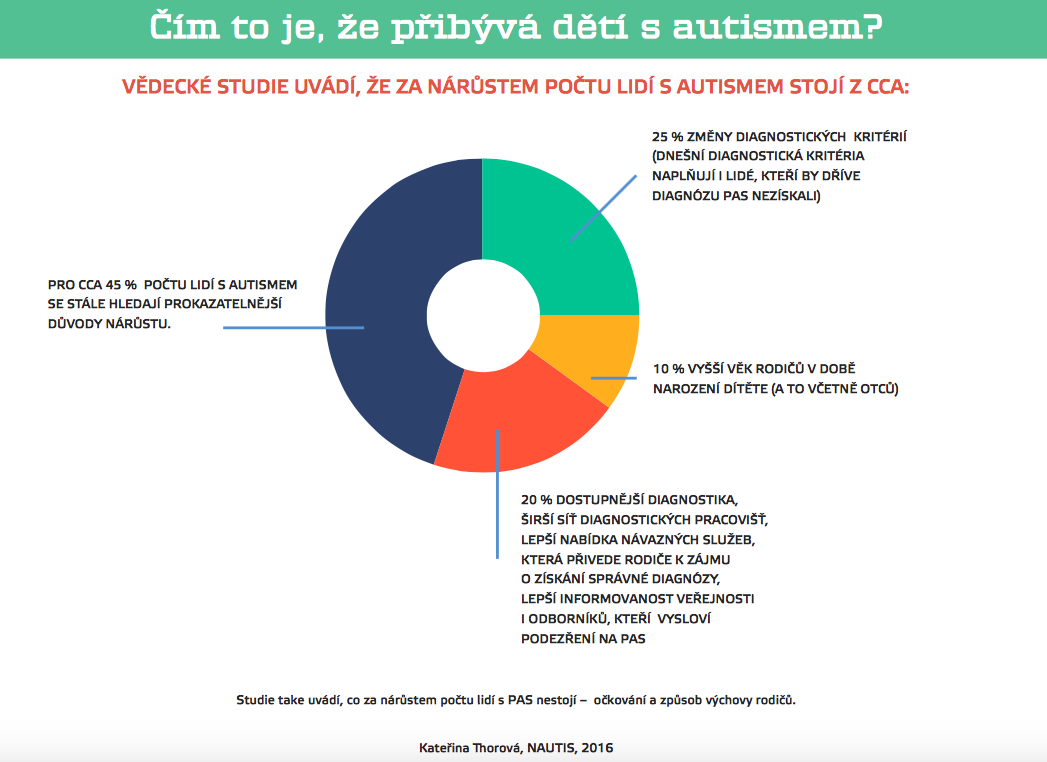 Čím to je, že přibývá dětí s autismem?
VĚDECKÉ STUDIE UVÁDÍ, ŽE ZA NÁRŮSTEM POČTU LIDÍ S AUTISMEM STOJÍ Z CCA:
25 % ZMĚNY DIAGNOSTICKÝCH KRITÉRIÍ
(DNEŠNÍ DIAGNOSTICKÁ KRITÉRIA
NAPLŇUJÍ I LIDÉ, KTEŘÍ BY DŘÍVE
DIAGNÓZU PAS NEZÍSKALI)
PRO CCA 45 % POČTU LIDÍ S AUTISMEM
SE STÁLE HLEDAJÍ PROKAZATELNĚJŠÍ
DŮVODY NÁRŮSTU.
10 % VYŠŠÍ VĚK RODIČŮ V DOBĚ
NAROZENÍ DÍTĚTE (A TO VČETNĚ OTCŮ)
20 % DOSTUPNĚJŠÍ DIAGNOSTIKA,
ŠIRŠÍ SÍŤ DIAGNOSTICKÝCH PRACOVIŠŤ,
LEPŠÍ NABÍDKA NÁVAZNÝCH SLUŽEB,
KTERÁ PŘIVEDE RODIČE K ZÁJMU
O ZÍSKÁNÍ SPRÁVNÉ DIAGNÓZY,
LEPŠÍ INFORMOVANOST VEŘEJNOSTI
I ODBORNÍKŮ, KTEŘÍ VYSLOVÍ
PODEZŘENÍ NA PAS
Studie take uvádí, co za nárůstem počtu lidí s PAS nestojí – očkování a způsob výchovy rodičů.
Kateřina Thorová, NAUTIS, 2016